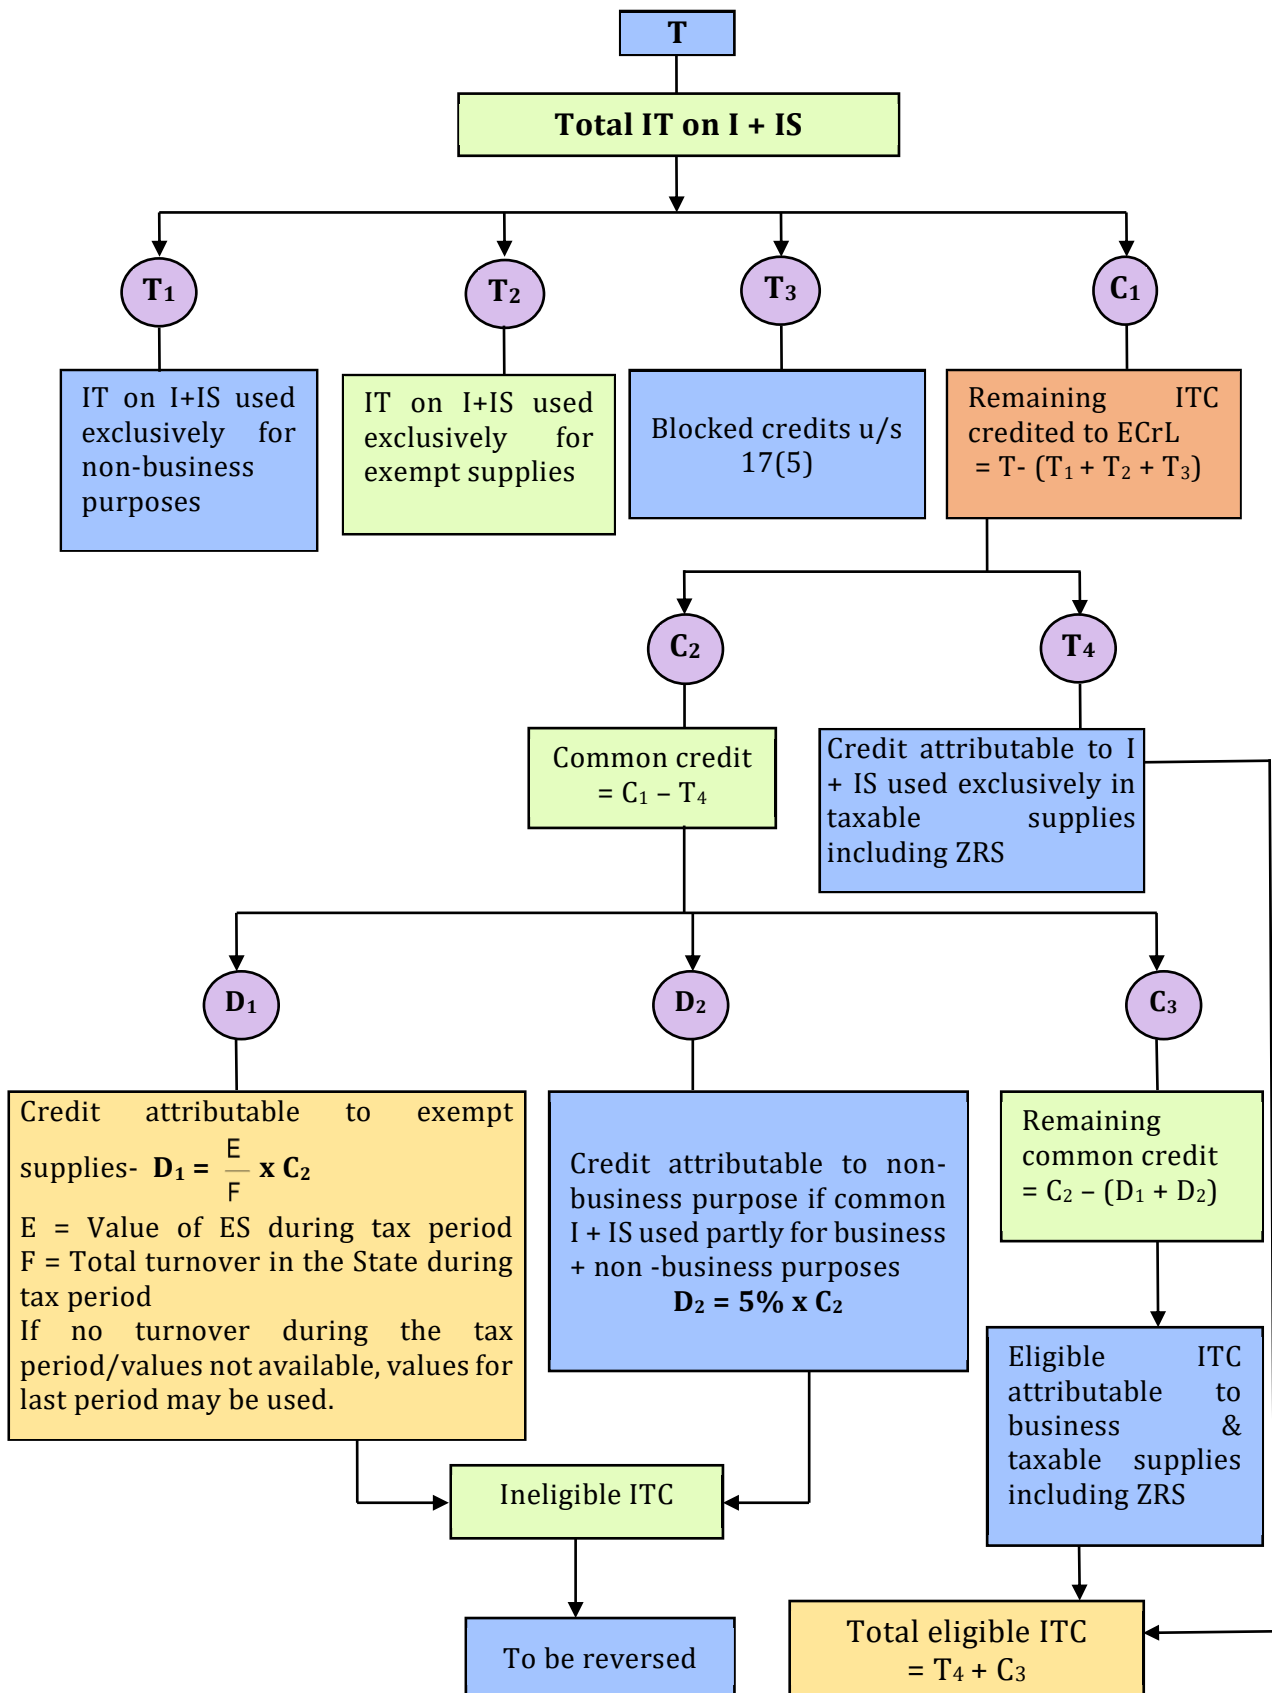 T
Total IT on I + IS
T₁
T₂
T₃
C₁
IT on I+IS used
exclusively for
non-business
purposes
IT on I+IS used
exclusively for
exempt supplies
Blocked credits u/s
17(5)
Remaining ITC
credited to ECrL
= T- (T₁ + T₂ + T₃)
C₂
T₄
Common credit
= C₁ – T₄
Credit attributable to I
+ IS used exclusively in
taxable supplies
including ZRS
D₁
D₂
C₃
Credit attributable to exempt
supplies- D₁ = E/F x C₂
E = Value of ES during tax period
F = Total turnover in the State during
tax period
If no turnover during the tax
period/values not available, values for
last period may be used.
Credit attributable to non-
business purpose if common
I + IS used partly for business
+ non -business purposes
D₂ = 5% x C₂
Remaining
common credit
= C₂ – (D₁ + D₂)
Eligible ITC
attributable to
business &
taxable supplies
including ZRS
Ineligible ITC
To be reversed
Total eligible ITC
= T₄ + C₃